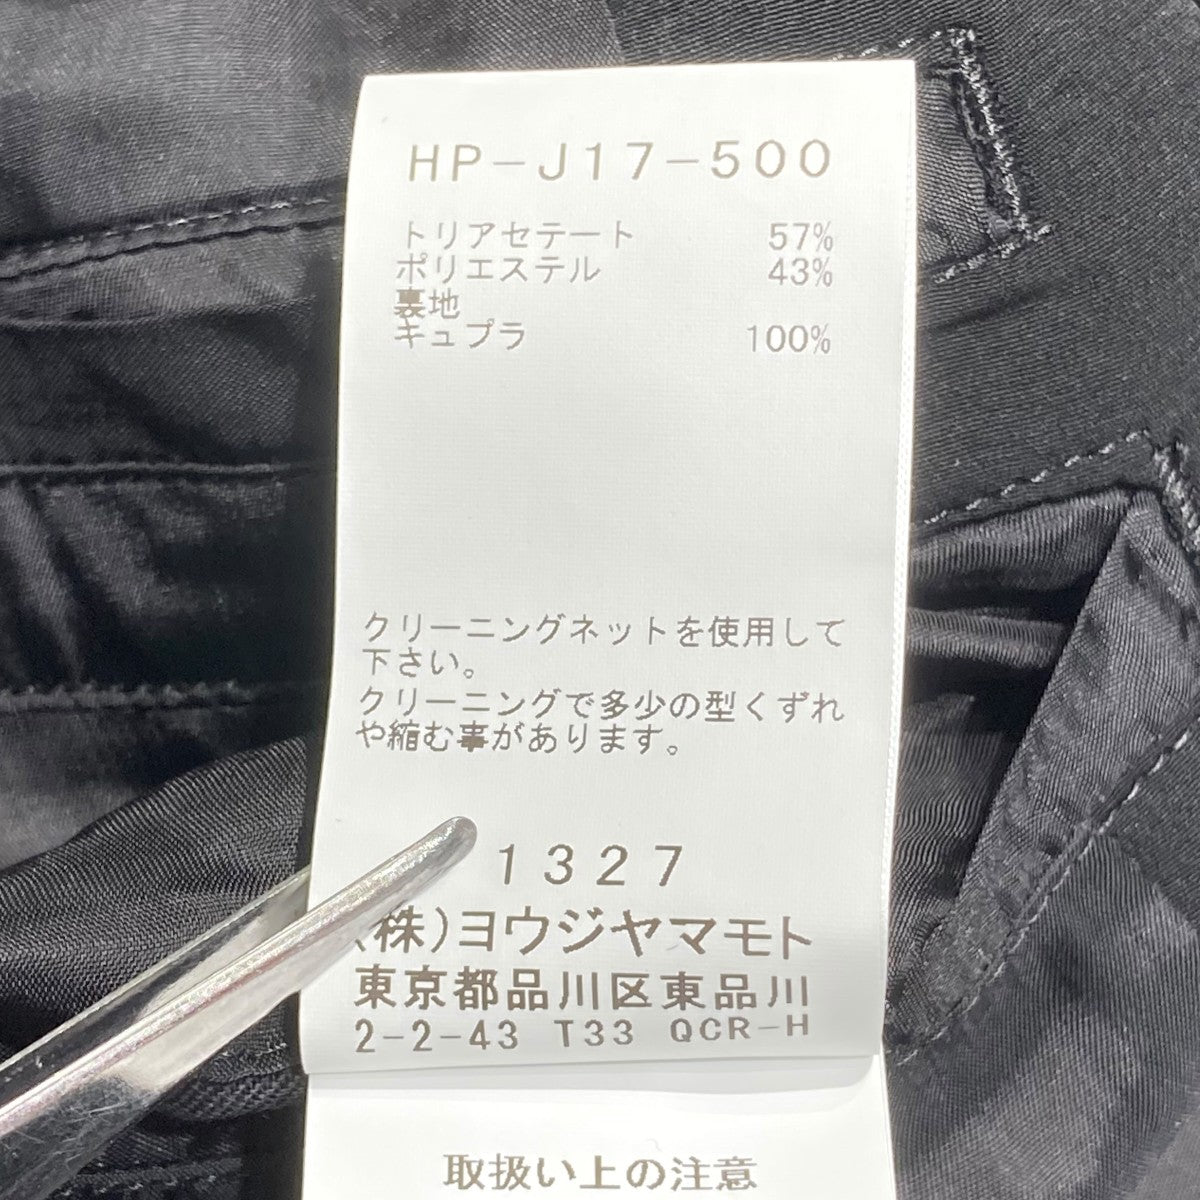 HP-J17-500
トリアセテート 57%
ポリエステル 43%
裏地
キュプラ 100%
クリーニングネットを使用して
下さい。
クリーニングで多少の型くずれ
や縮む事があります。
1327
(株)ヨウジヤマモト
東京都品川区東品川
2-2-43 T33 QCR-H
取扱い上の注意